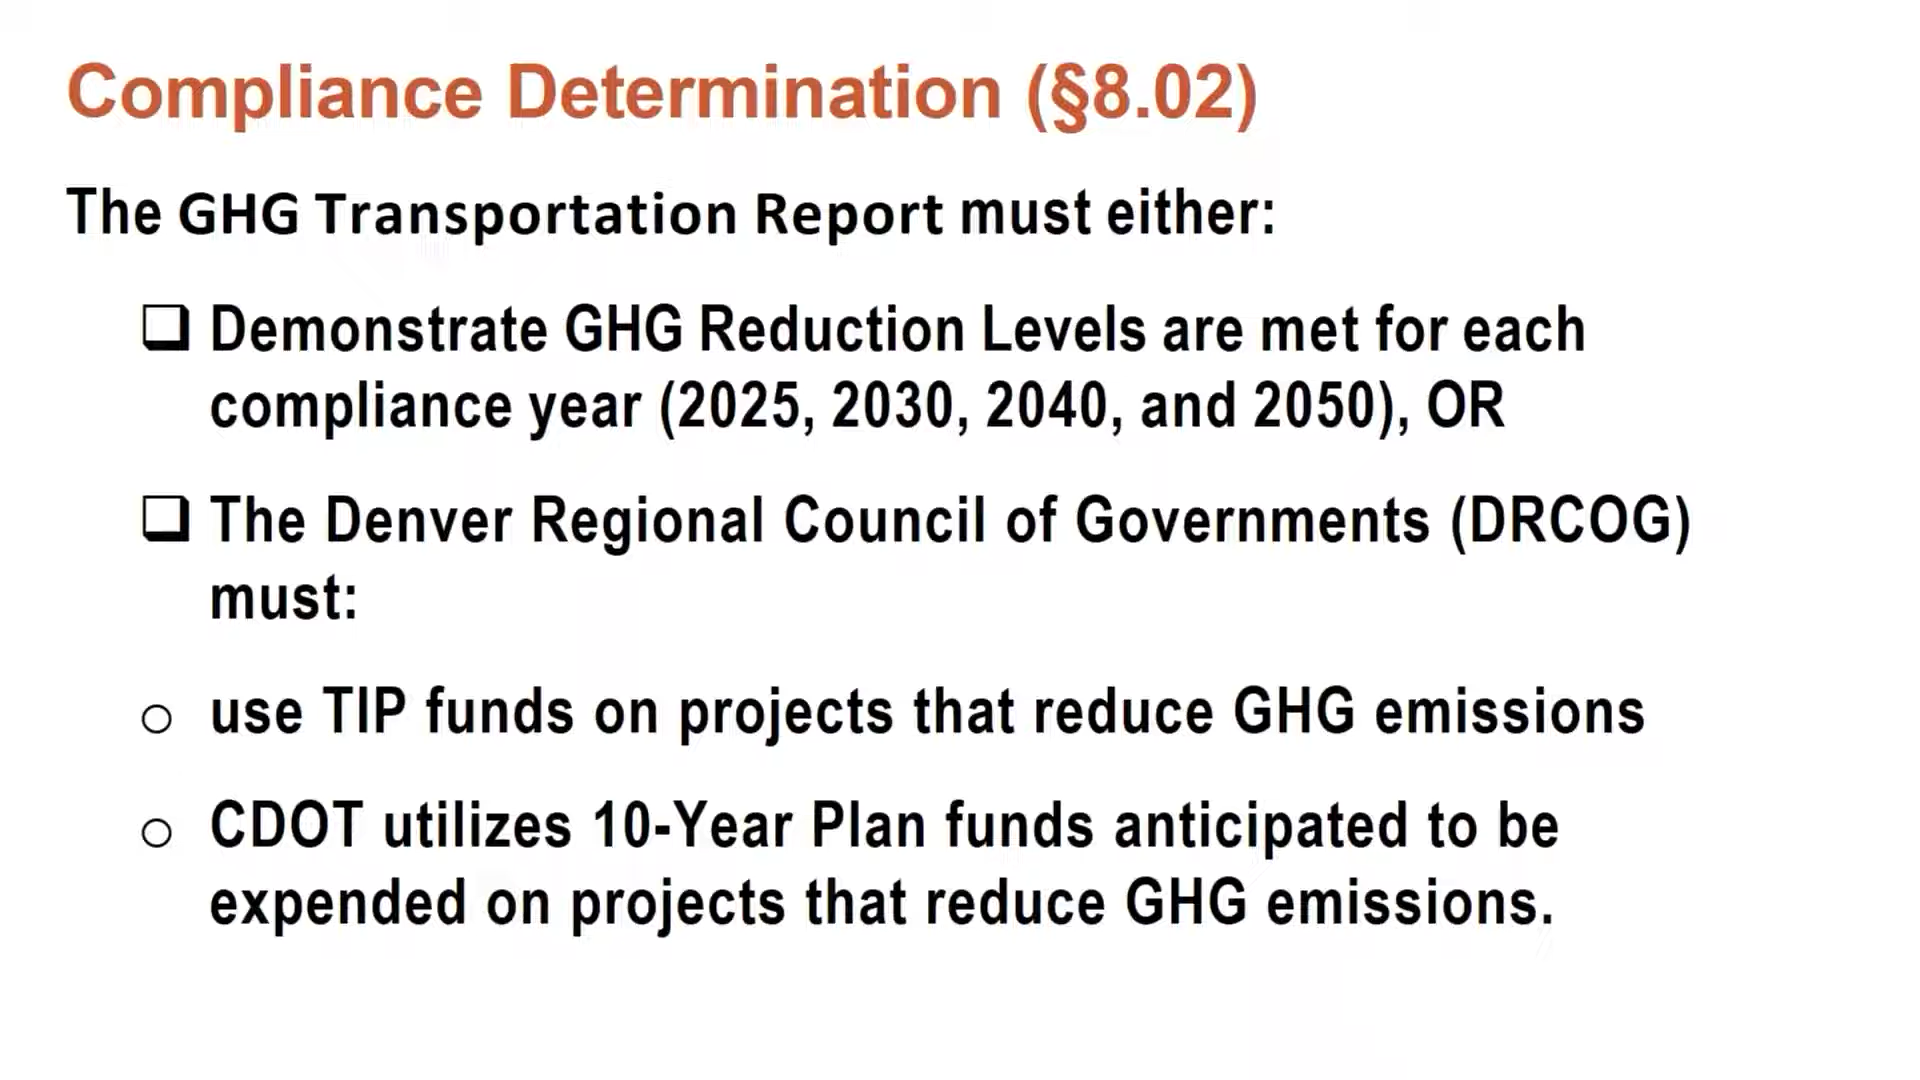 Compliance Determination (§8.02)
The GHG Transportation Report must either:
❑ Demonstrate GHG Reduction Levels are met for each
compliance year (2025, 2030, 2040, and 2050), OR
❑ The Denver Regional Council of Governments (DRCOG)
must:
o use TIP funds on projects that reduce GHG emissions
o CDOT utilizes 10-Year Plan funds anticipated to be
expended on projects that reduce GHG emissions.